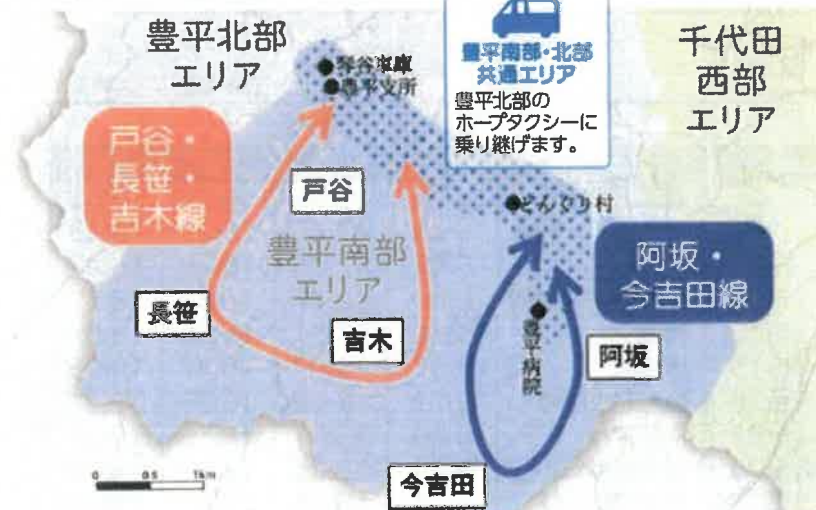 豊平北部
エリア
琴谷車庫
豊平支所
豊平南部・北部
共通エリア
豊平北部の
ホープタクシーに
乗り継げます。
千代田
西部
エリア
戸谷・
長笹・
吉木線
戸谷
どんぐり村
豊平南部
エリア
阿坂・
今吉田線
長笹
吉木
豊平病院
阿坂
0 0.5 1km
今吉田